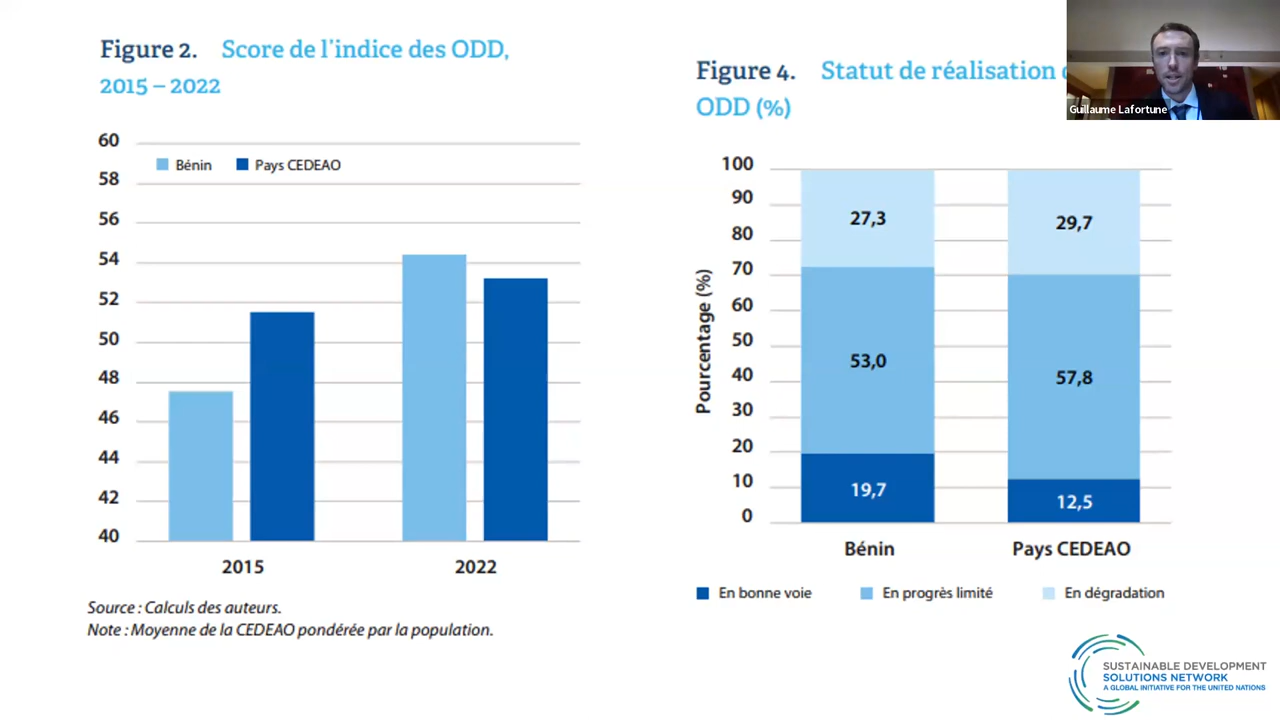 Figure 2. Score de l'indice des ODD,
2015 – 2022
60
58
56
54
52
50
48
46
44
42
40
Bénin
Pays CEDEAO
2015
2022
Source : Calculs des auteurs.
Note : Moyenne de la CEDEAO pondérée par la population.
Figure 4. Statut de réalisation
ODD (%)
Pourcentage (%)
100
90
80
70
60
50
40
30
20
10
0
27,3
53,0
19,7
29,7
57,8
12,5
Bénin
Pays CEDEAO
En bonne voie
En progrès limité
En dégradation
Guillaume Lafortune
SUSTAINABLE DEVELOPMENT
SOLUTIONS NETWORK
A GLOBAL INITIATIVE FOR THE UNITED NATIONS